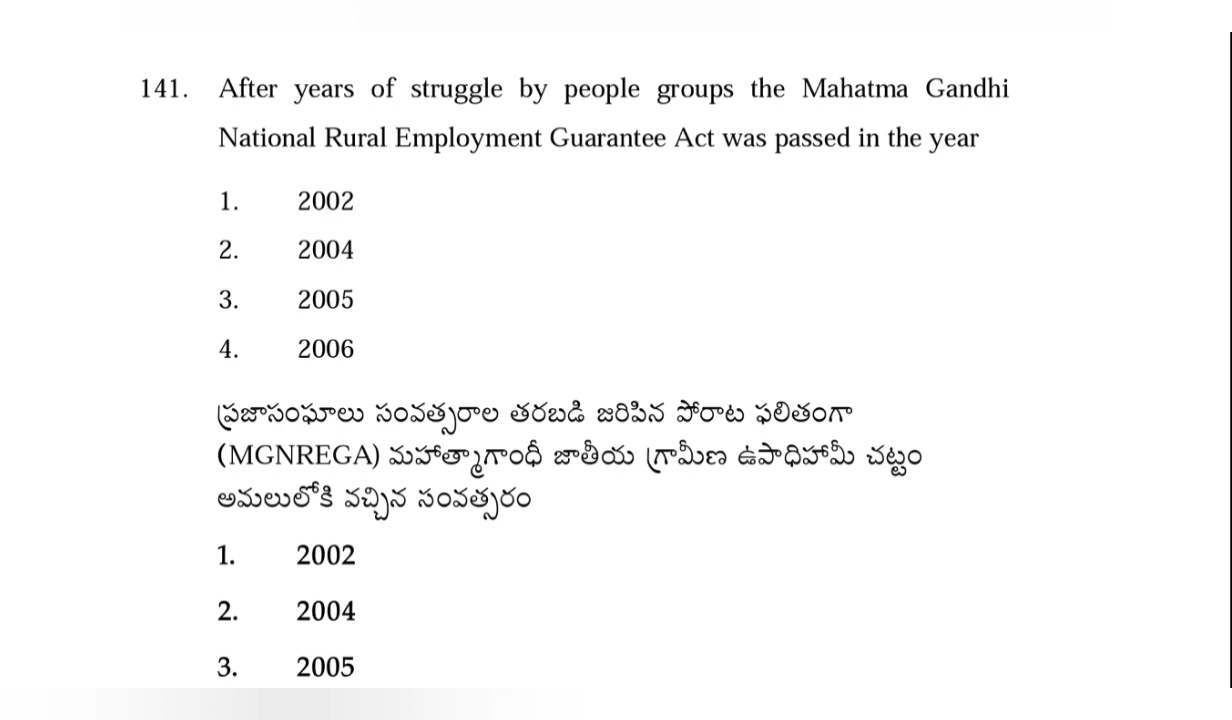 141. After years of struggle by people groups the Mahatma Gandhi
National Rural Employment Guarantee Act was passed in the year
1. 2002
2. 2004
3. 2005
4. 2006
ప్రజాసంఘాలు సంవత్సరాల తరబడి జరిపిన పోరాట ఫలితంగా
(MGNREGA) మహాత్మాగాంధీ జాతీయ గ్రామీణ ఉపాధిహామీ చట్టం
అమలులోకి వచ్చిన సంవత్సరం
1. 2002
2. 2004
3. 2005